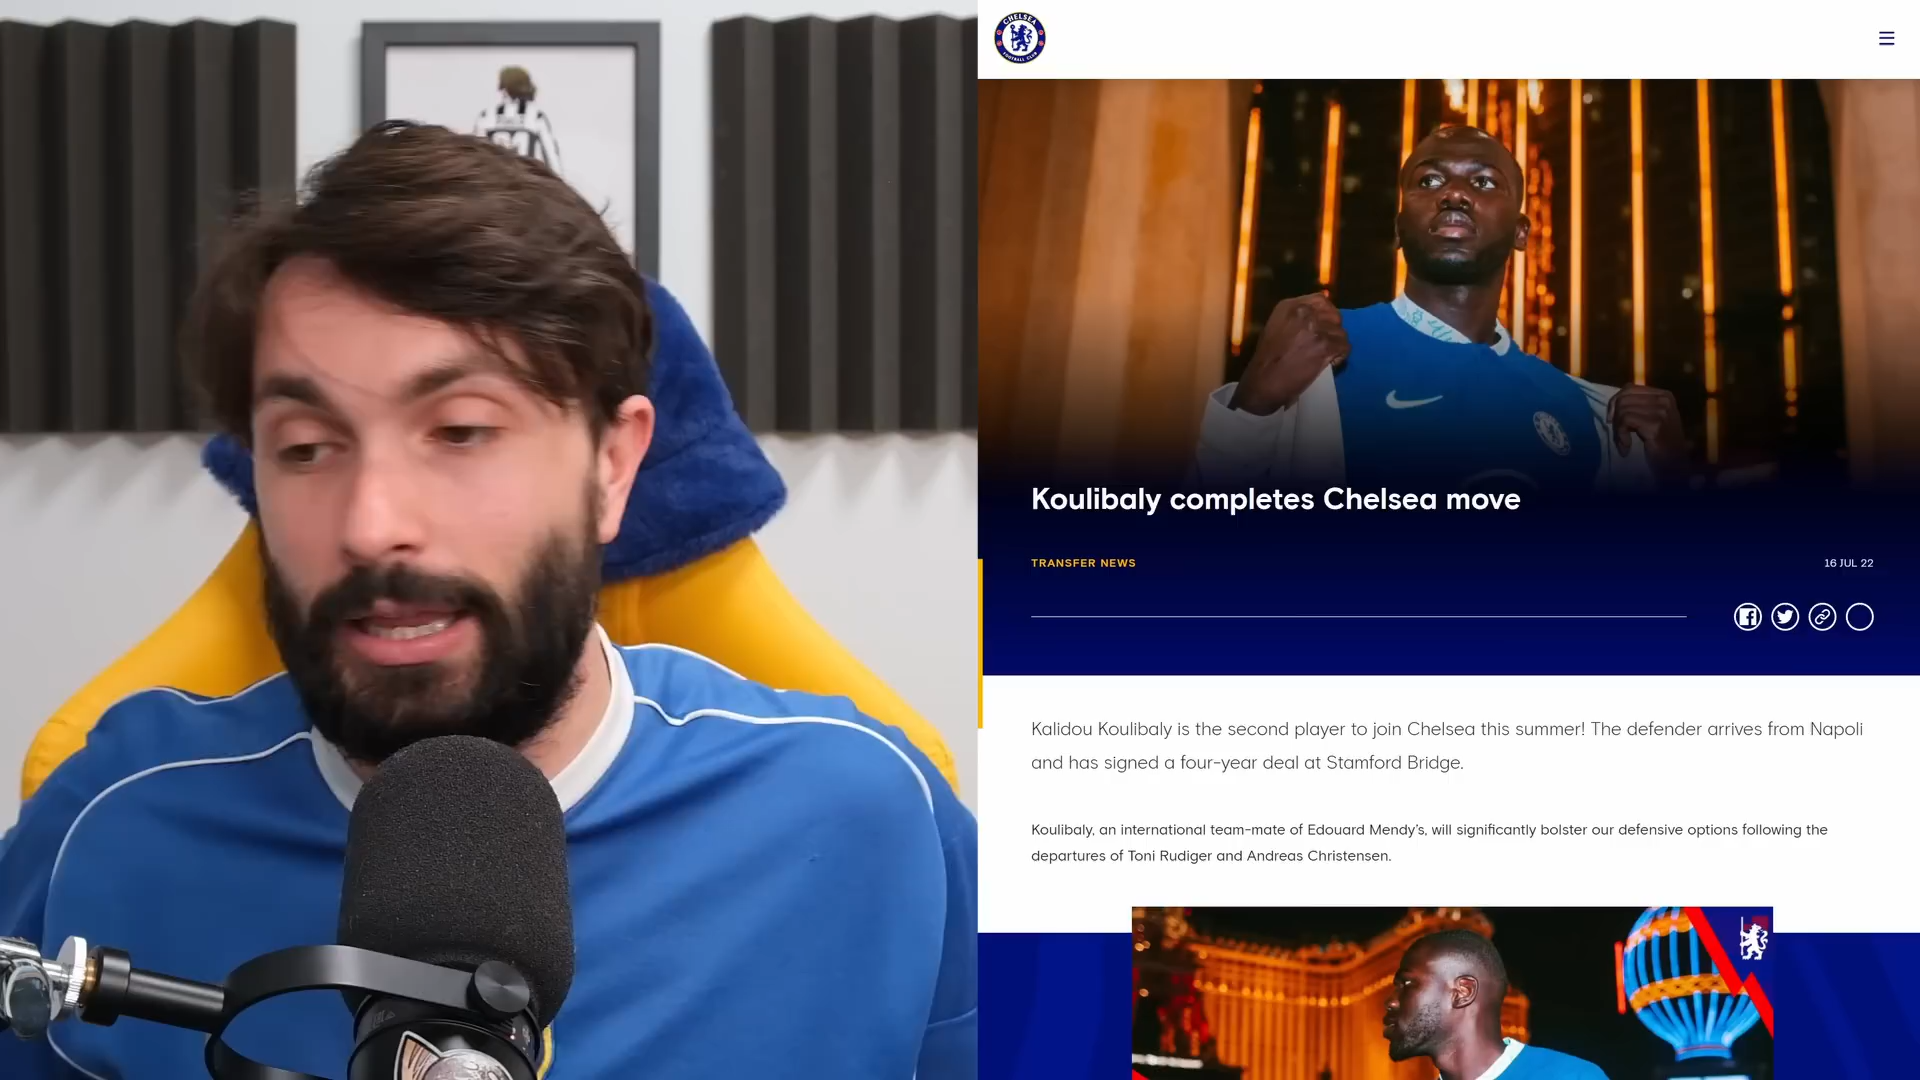 CHELSEA
FOOTBALL CLUB
Koulibaly completes Chelsea move
TRANSFER NEWS
16 JUL 22
Kalidou Koulibaly is the second player to join Chelsea this summer! The defender arrives from Napoli
and has signed a four-year deal at Stamford Bridge.
Koulibaly, an international team-mate of Edouard Mendy's, will significantly bolster our defensive options following the
departures of Toni Rudiger and Andreas Christensen.